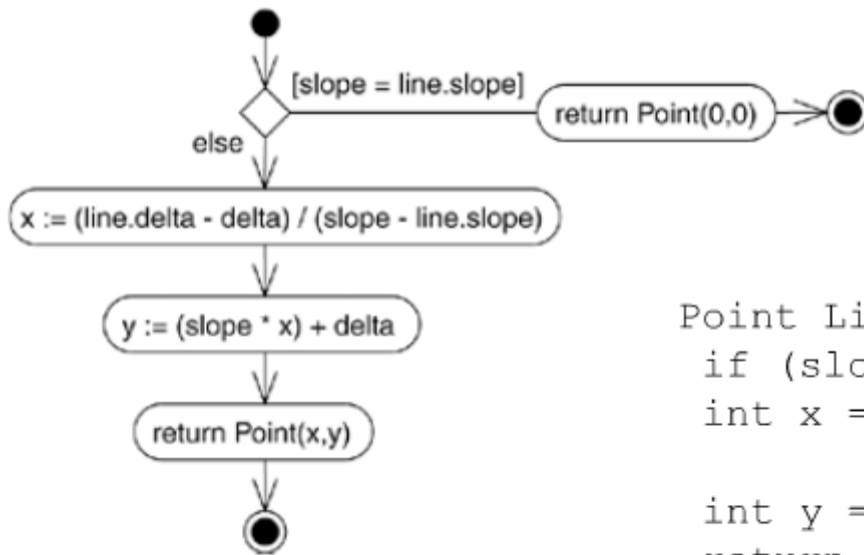 [slope = line.slope]
return Point(0,0)
else
x := (line.delta - delta) / (slope - line.slope)
y := (slope * x) + delta
return Point(x,y)
Point Li
if (slo
int x =
int y =